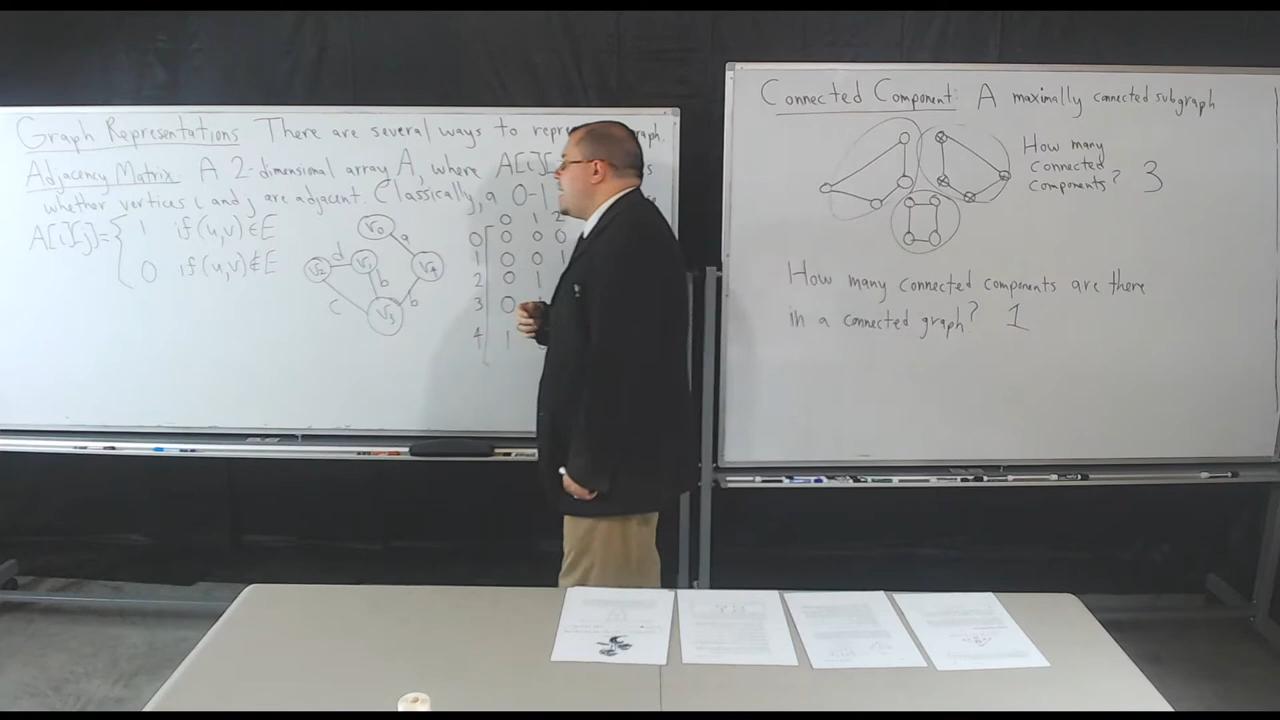 Graph Representations There are several ways to repre raph.
Adjacency Matrix: A 2-dimensional array A, where A[i][
whether vertices i and j are adjacent. Classically, a 0-1
A[i][j]= { 1 if (u,v) ∈ E
0 if (u,v) ∉ E
V0
a
d
V2 V1 V4
b b
c
V3
0 1 2
0 0 0 0
1 0 0 1
2 0 1
3 0
4 1
Connected Component: A maximally connected subgraph
How many
connected
components? 3
How many connected components are there
in a connected graph? 1